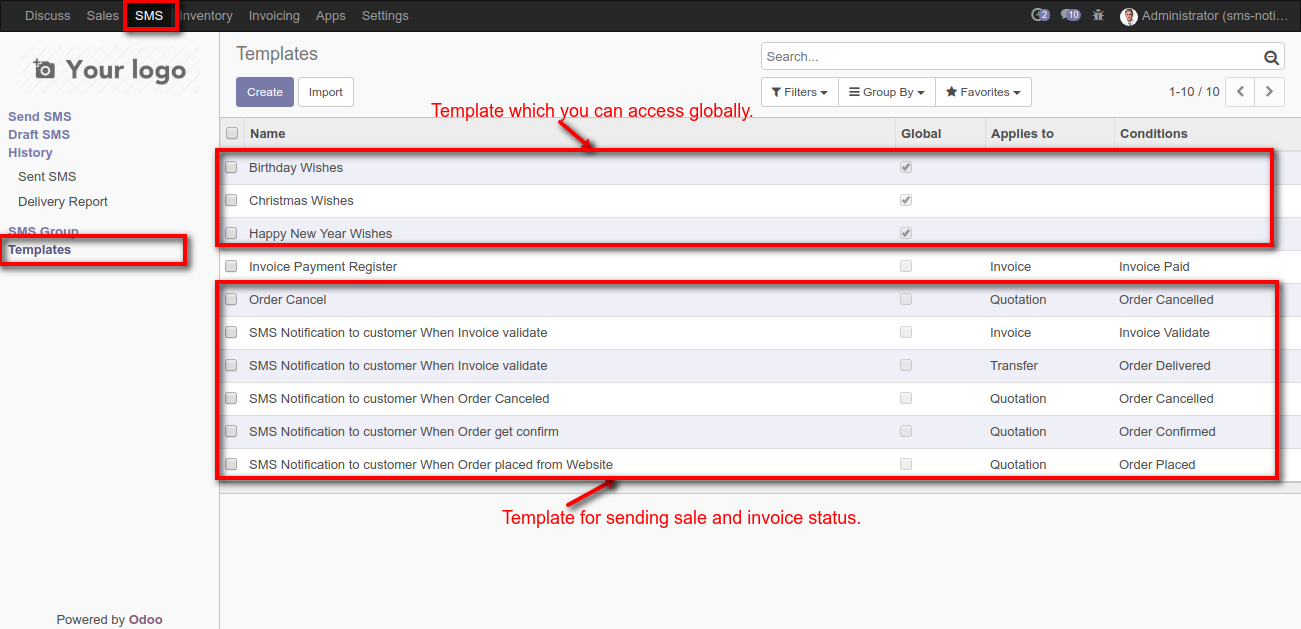 Discuss Sales SMS Inventory Invoicing Apps Settings 2 10 Administrator (sms-noti...
Your logo
Send SMS
Draft SMS
History
Sent SMS
Delivery Report
SMS Group
Templates
Powered by Odoo
Templates
Search...
Create Import
Filters Group By Favorites 1-10 / 10
Template which you can access globally.
Name Global Applies to Conditions
Birthday Wishes
Christmas Wishes
Happy New Year Wishes
Invoice Payment Register Invoice Invoice Paid
Order Cancel Quotation Order Cancelled
SMS Notification to customer When Invoice validate Invoice Invoice Validate
SMS Notification to customer When Invoice validate Transfer Order Delivered
SMS Notification to customer When Order Canceled Quotation Order Cancelled
SMS Notification to customer When Order get confirm Quotation Order Confirmed
SMS Notification to customer When Order placed from Website Quotation Order Placed
Template for sending sale and invoice status.